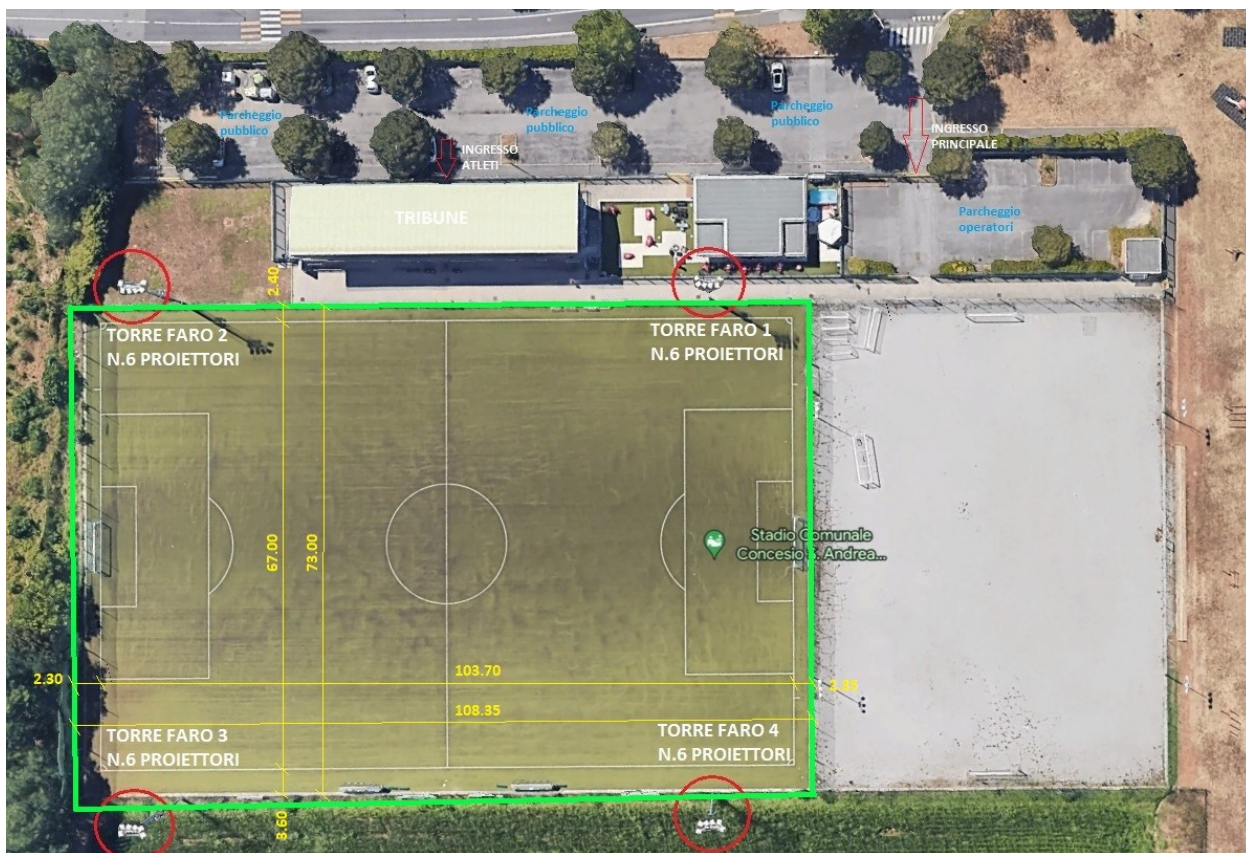 Parcheggio
pubblico
Parcheggio
pubblico
Parcheggio
pubblico
INGRESSO
ATLETI
INGRESSO
PRINCIPALE
TRIBUNE
Parcheggio
operatori
2.40
TORRE FARO 2
N.6 PROIETTORI
TORRE FARO 1
N.6 PROIETTORI
67.00
73.00
Stadio Comunale
Concesio S. Andrea...
2.30
103.70
2.35
108.35
TORRE FARO 3
N.6 PROIETTORI
TORRE FARO 4
N.6 PROIETTORI
3.60